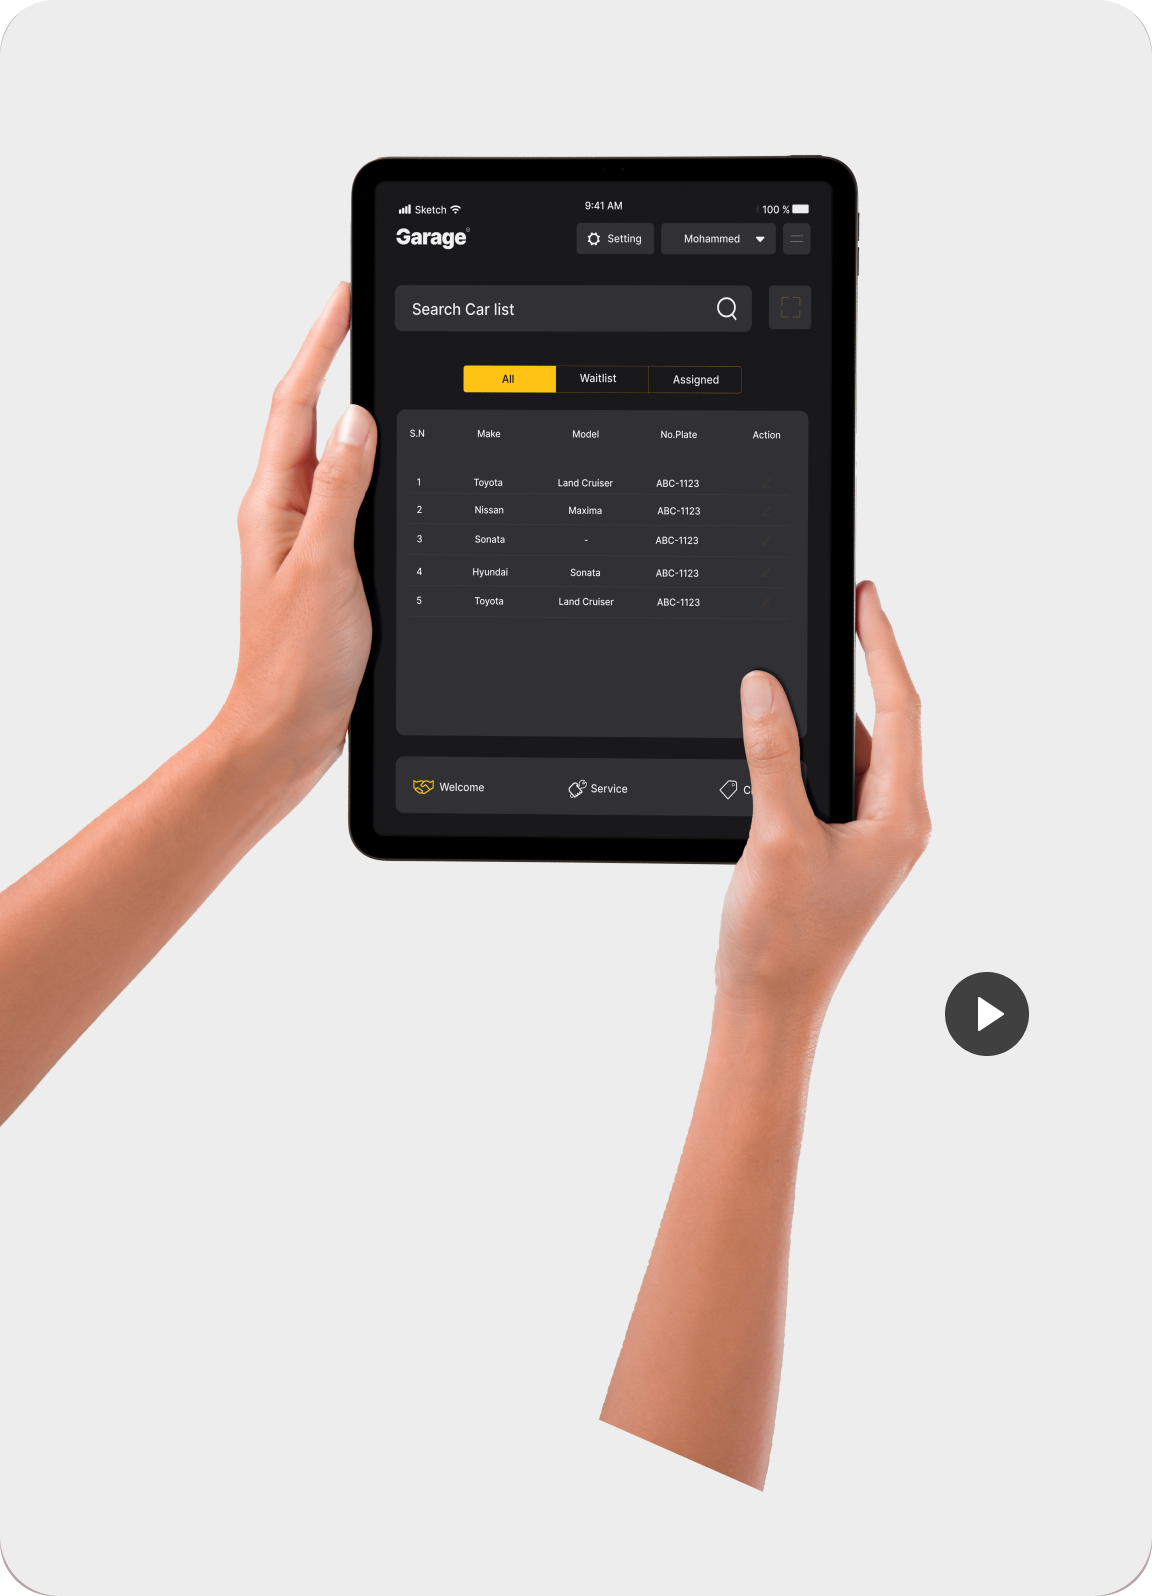 Sketch 9:41 AM 100 %
Garage® Setting Mohammed
Search Car list
All Waitlist Assigned
S.N Make Model No.Plate Action
1 Toyota Land Cruiser ABC-1123
2 Nissan Maxima ABC-1123
3 Sonata - ABC-1123
4 Hyundai Sonata ABC-1123
5 Toyota Land Cruiser ABC-1123
Welcome Service